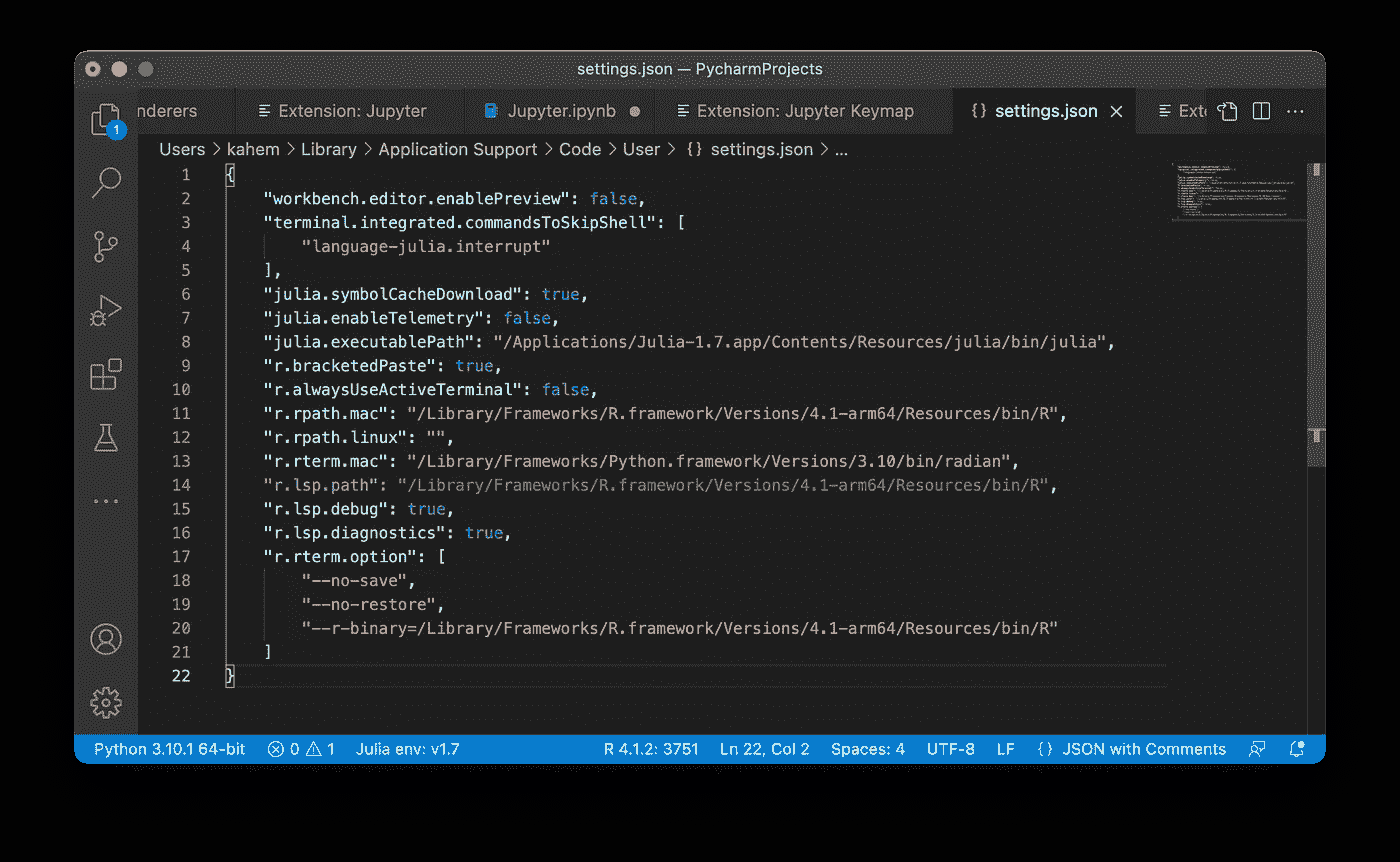 settings.json — PycharmProjects
nderers Extension: Jupyter Jupyter.ipynb Extension: Jupyter Keymap {} settings.json Exte
1
Users > kahem > Library > Application Support > Code > User > {} settings.json > ...
1 {
2 "workbench.editor.enablePreview": false,
3 "terminal.integrated.commandsToSkipShell": [
4 "language-julia.interrupt"
5 ],
6 "julia.symbolCacheDownload": true,
7 "julia.enableTelemetry": false,
8 "julia.executablePath": "/Applications/Julia-1.7.app/Contents/Resources/julia/bin/julia",
9 "r.bracketedPaste": true,
10 "r.alwaysUseActiveTerminal": false,
11 "r.rpath.mac": "/Library/Frameworks/R.framework/Versions/4.1-arm64/Resources/bin/R",
12 "r.rpath.linux": "",
13 "r.rterm.mac": "/Library/Frameworks/Python.framework/Versions/3.10/bin/radian",
14 "r.lsp.path": "/Library/Frameworks/R.framework/Versions/4.1-arm64/Resources/bin/R",
15 "r.lsp.debug": true,
16 "r.lsp.diagnostics": true,
17 "r.rterm.option": [
18 "--no-save",
19 "--no-restore",
20 "--r-binary=/Library/Frameworks/R.framework/Versions/4.1-arm64/Resources/bin/R"
21 ]
22 }
Python 3.10.1 64-bit 0 1 Julia env: v1.7 R 4.1.2: 3751 Ln 22, Col 2 Spaces: 4 UTF-8 LF {} JSON with Comments